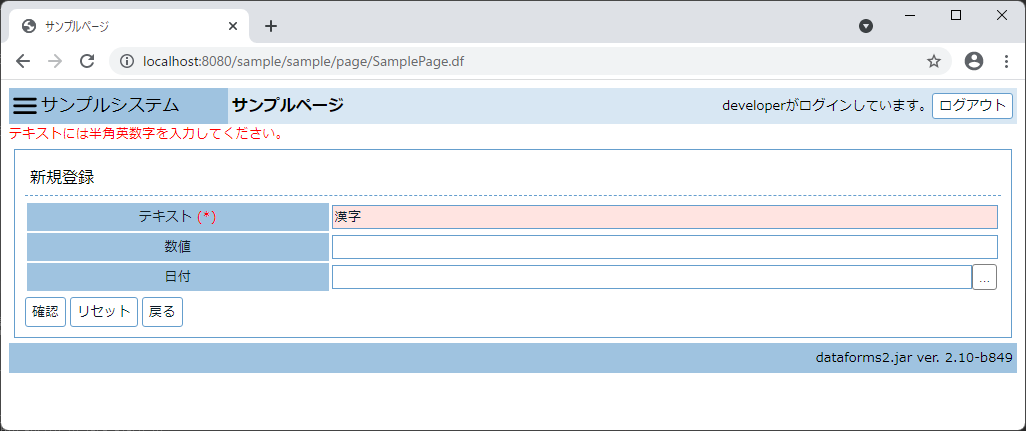 サンプルページ
localhost:8080/sample/sample/page/SamplePage.df
サンプルシステム サンプルページ developerがログインしています。 ログアウト
テキストには半角英数字を入力してください。
新規登録
テキスト (*) 漢字
数値
日付 ...
確認 リセット 戻る
dataforms2.jar ver. 2.10-b849